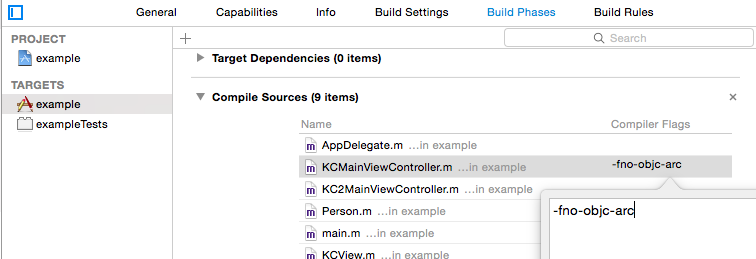 General Capabilities Info Build Settings Build Phases Build Rules
PROJECT
example
TARGETS
example
exampleTests
+ Search
Target Dependencies (0 items)
Compile Sources (9 items)
Name Compiler Flags
AppDelegate.m ...in example
KCMainViewController.m ...in example -fno-objc-arc
KC2MainViewController.m ...in example
Person.m ...in example
main.m ...in example
KCView.m ...in example
-fno-objc-arc